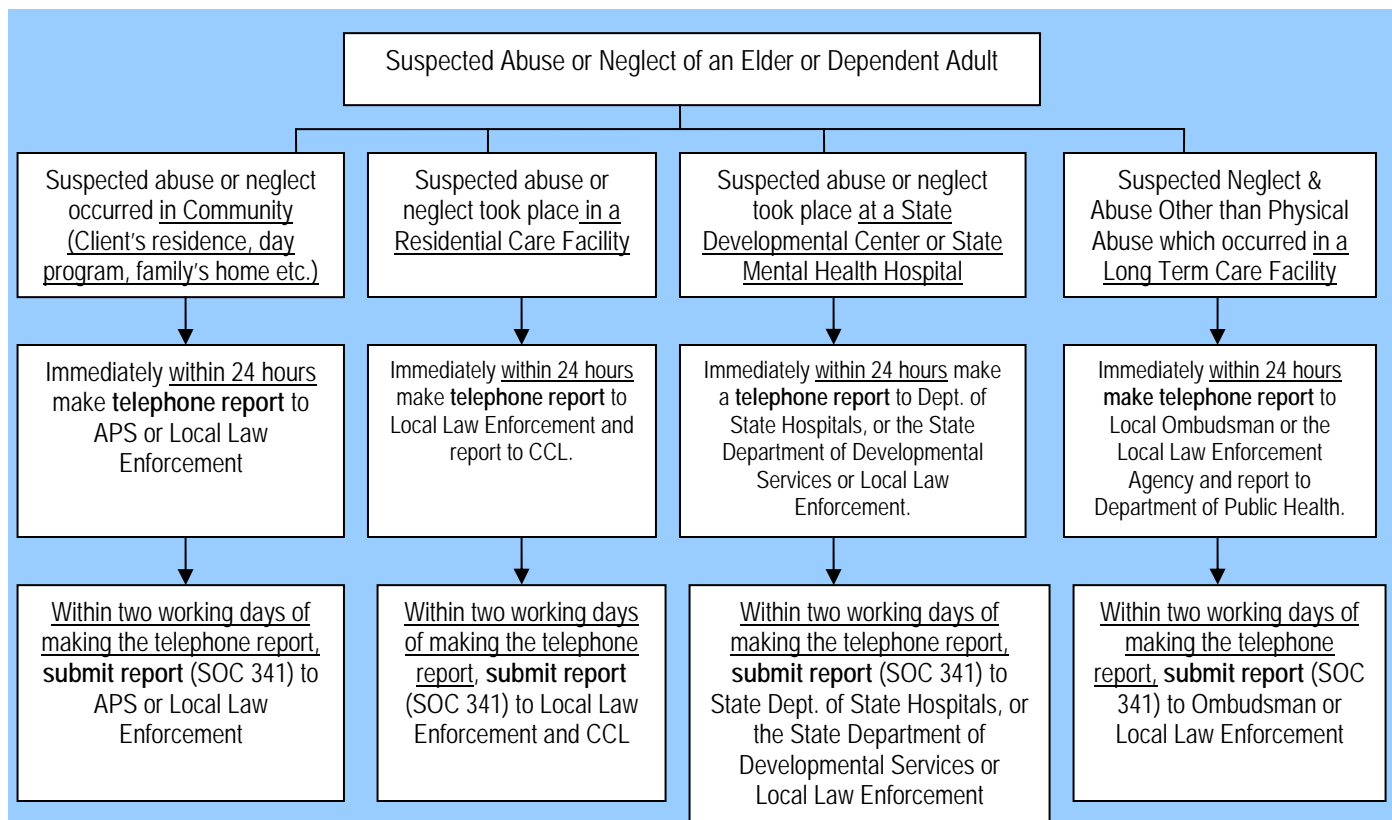 Suspected Abuse or Neglect of an Elder or Dependent Adult
Suspected abuse or neglect
occurred in Community
(Client's residence, day
program, family's home etc.)
Suspected abuse or
neglect took place in a
Residential Care Facility
Suspected abuse or neglect
took place at a State
Developmental Center or State
Mental Health Hospital
Suspected Neglect &
Abuse Other than Physical
Abuse which occurred in a
Long Term Care Facility
Immediately within 24 hours
make telephone report to
APS or Local Law
Enforcement
Immediately within 24 hours
make telephone report to
Local Law Enforcement and
report to CCL.
Immediately within 24 hours make
a telephone report to Dept. of
State Hospitals, or the State
Department of Developmental
Services or Local Law
Enforcement.
Immediately within 24 hours
make telephone report to
Local Ombudsman or the
Local Law Enforcement
Agency and report to
Department of Public Health.
Within two working days of
making the telephone report,
submit report (SOC 341) to
APS or Local Law
Enforcement
Within two working days
of making the telephone
report, submit report
(SOC 341) to Local Law
Enforcement and CCL
Within two working days of
making the telephone report,
submit report (SOC 341) to
State Dept. of State Hospitals, or
the State Department of
Developmental Services or
Local Law Enforcement
Within two working days of
making the telephone
report, submit report (SOC
341) to Ombudsman or
Local Law Enforcement